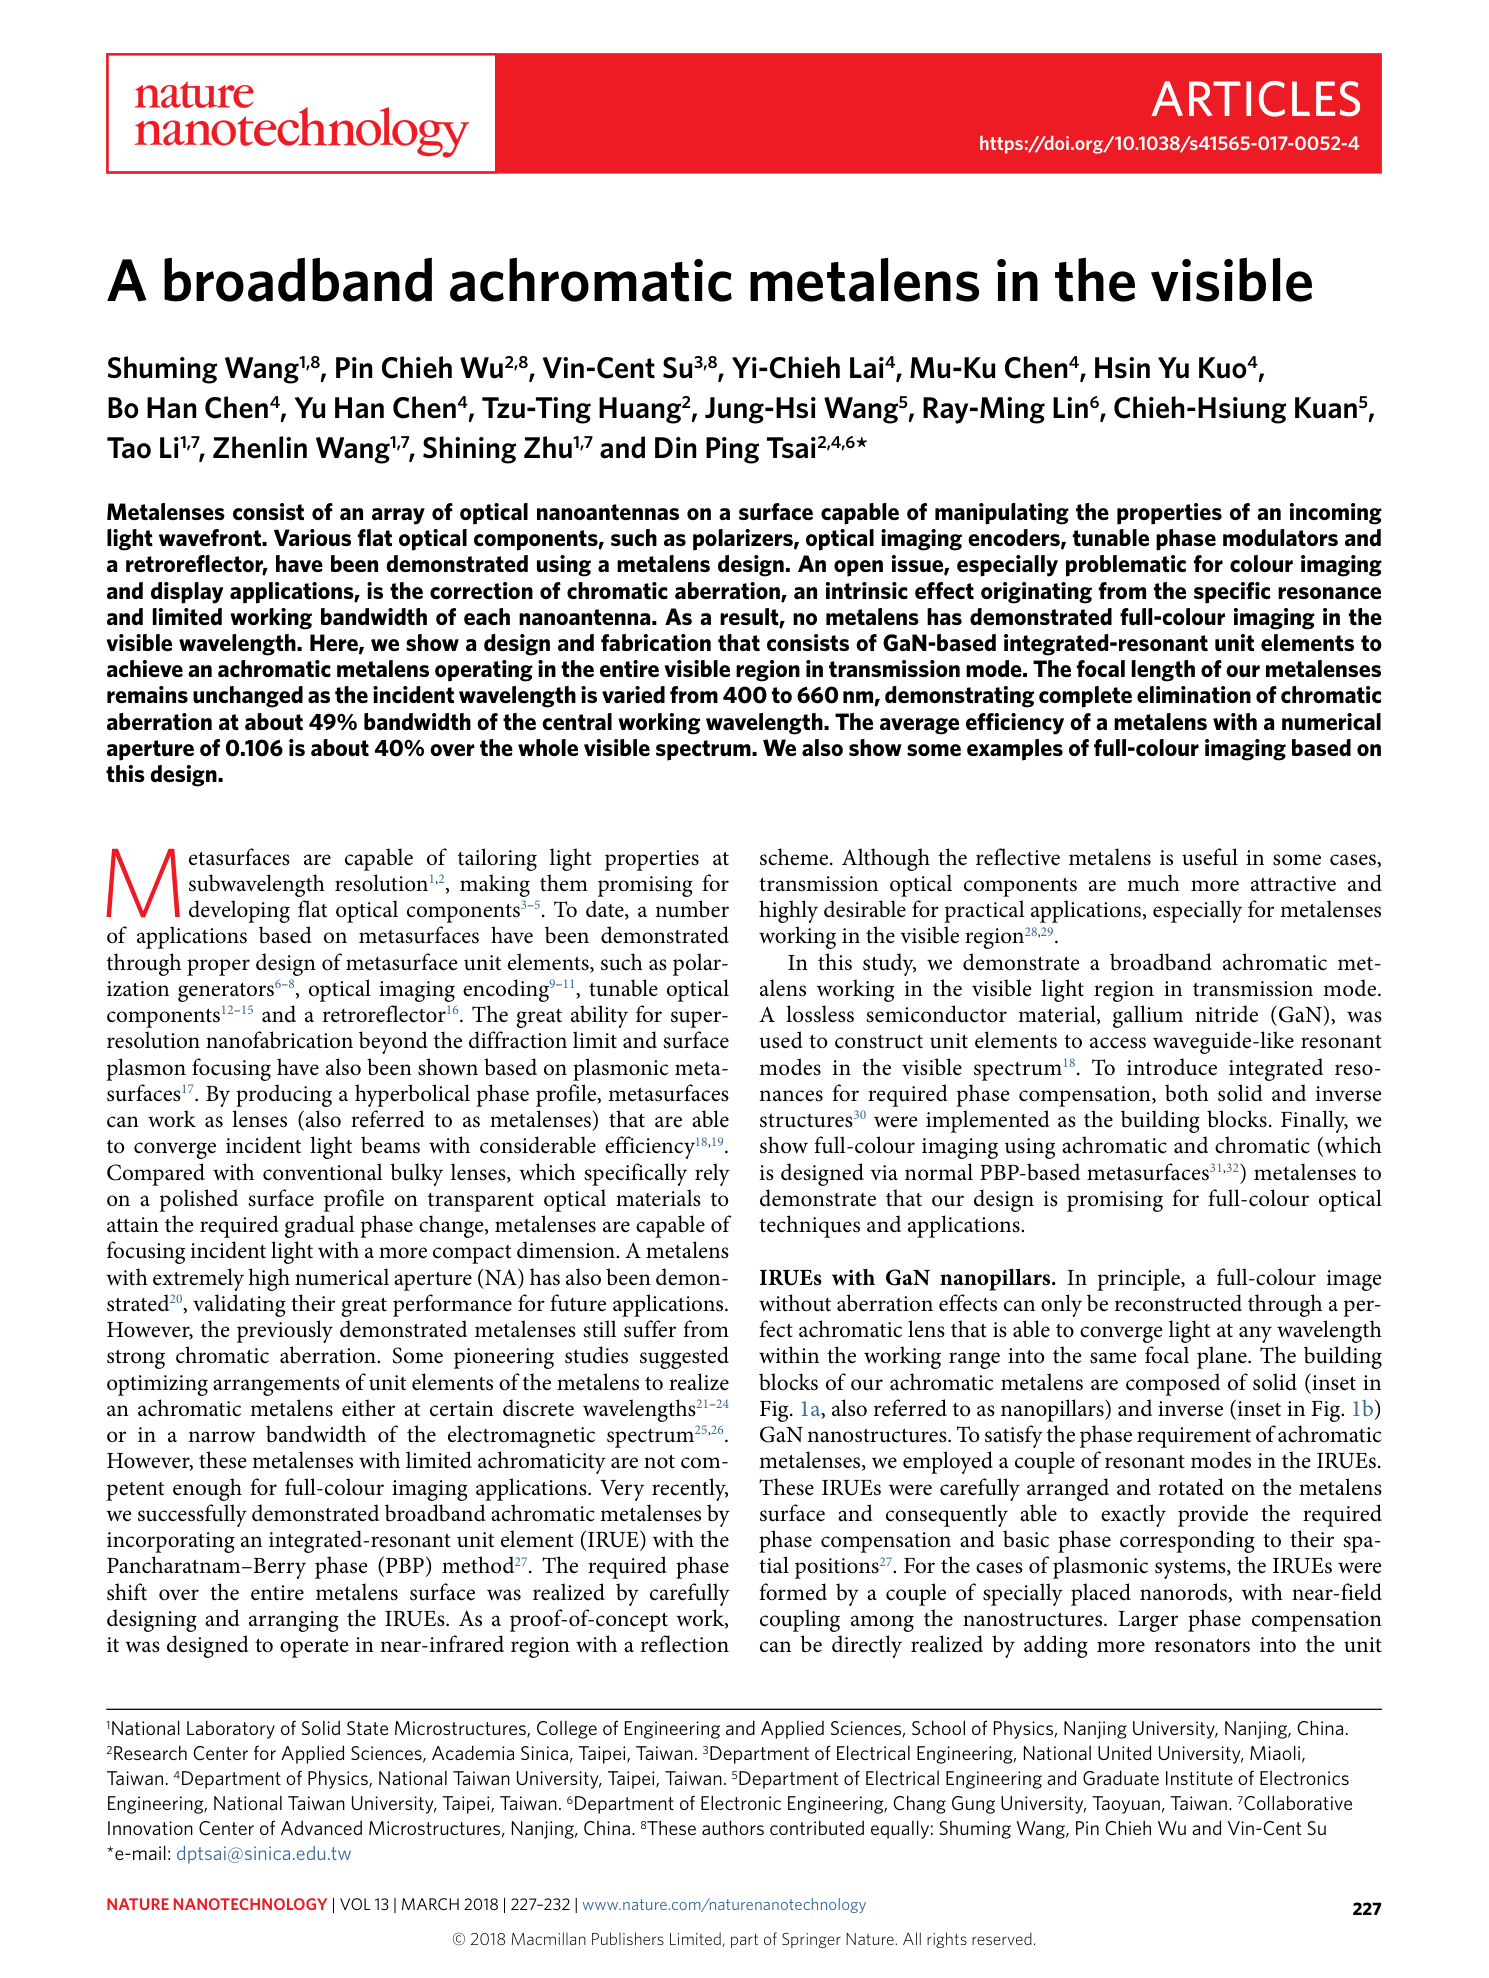 nature
nanotechnology
ARTICLES
https://doi.org/10.1038/s41565-017-0052-4
A broadband achromatic metalens in the visible
Shuming Wang1,8, Pin Chieh Wu2,8, Vin-Cent Su3,8, Yi-Chieh Lai4, Mu-Ku Chen4, Hsin Yu Kuo4,
Bo Han Chen4, Yu Han Chen4, Tzu-Ting Huang2, Jung-Hsi Wang5, Ray-Ming Lin6, Chieh-Hsiung Kuan5,
Tao Li1,7, Zhenlin Wang1,7, Shining Zhu1,7 and Din Ping Tsai2,4,6*
Metalenses consist of an array of optical nanoantennas on a surface capable of manipulating the properties of an incoming
light wavefront. Various flat optical components, such as polarizers, optical imaging encoders, tunable phase modulators and
a retroreflector, have been demonstrated using a metalens design. An open issue, especially problematic for colour imaging
and display applications, is the correction of chromatic aberration, an intrinsic effect originating from the specific resonance
and limited working bandwidth of each nanoantenna. As a result, no metalens has demonstrated full-colour imaging in the
visible wavelength. Here, we show a design and fabrication that consists of GaN-based integrated-resonant unit elements to
achieve an achromatic metalens operating in the entire visible region in transmission mode. The focal length of our metalenses
remains unchanged as the incident wavelength is varied from 400 to 660 nm, demonstrating complete elimination of chromatic
aberration at about 49% bandwidth of the central working wavelength. The average efficiency of a metalens with a numerical
aperture of 0.106 is about 40% over the whole visible spectrum. We also show some examples of full-colour imaging based on
this design.
Metasurfaces are capable of tailoring light properties at
subwavelength resolution1,2, making them promising for
developing flat optical components3–5. To date, a number
of applications based on metasurfaces have been demonstrated
through proper design of metasurface unit elements, such as polar-
ization generators6–8, optical imaging encoding9–11, tunable optical
components12–15 and a retroreflector16. The great ability for super-
resolution nanofabrication beyond the diffraction limit and surface
plasmon focusing have also been shown based on plasmonic meta-
surfaces17. By producing a hyperbolical phase profile, metasurfaces
can work as lenses (also referred to as metalenses) that are able
to converge incident light beams with considerable efficiency18,19.
Compared with conventional bulky lenses, which specifically rely
on a polished surface profile on transparent optical materials to
attain the required gradual phase change, metalenses are capable of
focusing incident light with a more compact dimension. A metalens
with extremely high numerical aperture (NA) has also been demon-
strated20, validating their great performance for future applications.
However, the previously demonstrated metalenses still suffer from
strong chromatic aberration. Some pioneering studies suggested
optimizing arrangements of unit elements of the metalens to realize
an achromatic metalens either at certain discrete wavelengths21–24
or in a narrow bandwidth of the electromagnetic spectrum25,26.
However, these metalenses with limited achromaticity are not com-
petent enough for full-colour imaging applications. Very recently,
we successfully demonstrated broadband achromatic metalenses by
incorporating an integrated-resonant unit element (IRUE) with the
Pancharatnam–Berry phase (PBP) method27. The required phase
shift over the entire metalens surface was realized by carefully
designing and arranging the IRUEs. As a proof-of-concept work,
it was designed to operate in near-infrared region with a reflection
scheme. Although the reflective metalens is useful in some cases,
transmission optical components are much more attractive and
highly desirable for practical applications, especially for metalenses
working in the visible region28,29.
In this study, we demonstrate a broadband achromatic met-
alens working in the visible light region in transmission mode.
A lossless semiconductor material, gallium nitride (GaN), was
used to construct unit elements to access waveguide-like resonant
modes in the visible spectrum18. To introduce integrated reso-
nances for required phase compensation, both solid and inverse
structures30 were implemented as the building blocks. Finally, we
show full-colour imaging using achromatic and chromatic (which
is designed via normal PBP-based metasurfaces31,32) metalenses to
demonstrate that our design is promising for full-colour optical
techniques and applications.
IRUEs with GaN nanopillars. In principle, a full-colour image
without aberration effects can only be reconstructed through a per-
fect achromatic lens that is able to converge light at any wavelength
within the working range into the same focal plane. The building
blocks of our achromatic metalens are composed of solid (inset in
Fig. 1a, also referred to as nanopillars) and inverse (inset in Fig. 1b)
GaN nanostructures. To satisfy the phase requirement of achromatic
metalenses, we employed a couple of resonant modes in the IRUEs.
These IRUEs were carefully arranged and rotated on the metalens
surface and consequently able to exactly provide the required
phase compensation and basic phase corresponding to their spa-
tial positions27. For the cases of plasmonic systems, the IRUEs were
formed by a couple of specially placed nanorods, with near-field
coupling among the nanostructures. Larger phase compensation
can be directly realized by adding more resonators into the unit
1National Laboratory of Solid State Microstructures, College of Engineering and Applied Sciences, School of Physics, Nanjing University, Nanjing, China.
2Research Center for Applied Sciences, Academia Sinica, Taipei, Taiwan. 3Department of Electrical Engineering, National United University, Miaoli,
Taiwan. 4Department of Physics, National Taiwan University, Taipei, Taiwan. 5Department of Electrical Engineering and Graduate Institute of Electronics
Engineering, National Taiwan University, Taipei, Taiwan. 6Department of Electronic Engineering, Chang Gung University, Taoyuan, Taiwan. 7Collaborative
Innovation Center of Advanced Microstructures, Nanjing, China. 8These authors contributed equally: Shuming Wang, Pin Chieh Wu and Vin-Cent Su
*e-mail: dptsai@sinica.edu.tw
NATURE NANOTECHNOLOGY | VOL 13 | MARCH 2018 | 227–232 | www.nature.com/naturenanotechnology
227
© 2018 Macmillan Publishers Limited, part of Springer Nature. All rights reserved.